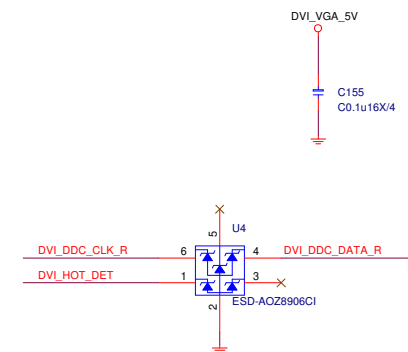 DVI_VGA_5V
C155
C0.1u16X/4
5
U4
DVI_DDC_CLK_R 6 4 DVI_DDC_DATA_R
DVI_HOT_DET 1 3
2 ESD-AOZ8906CI